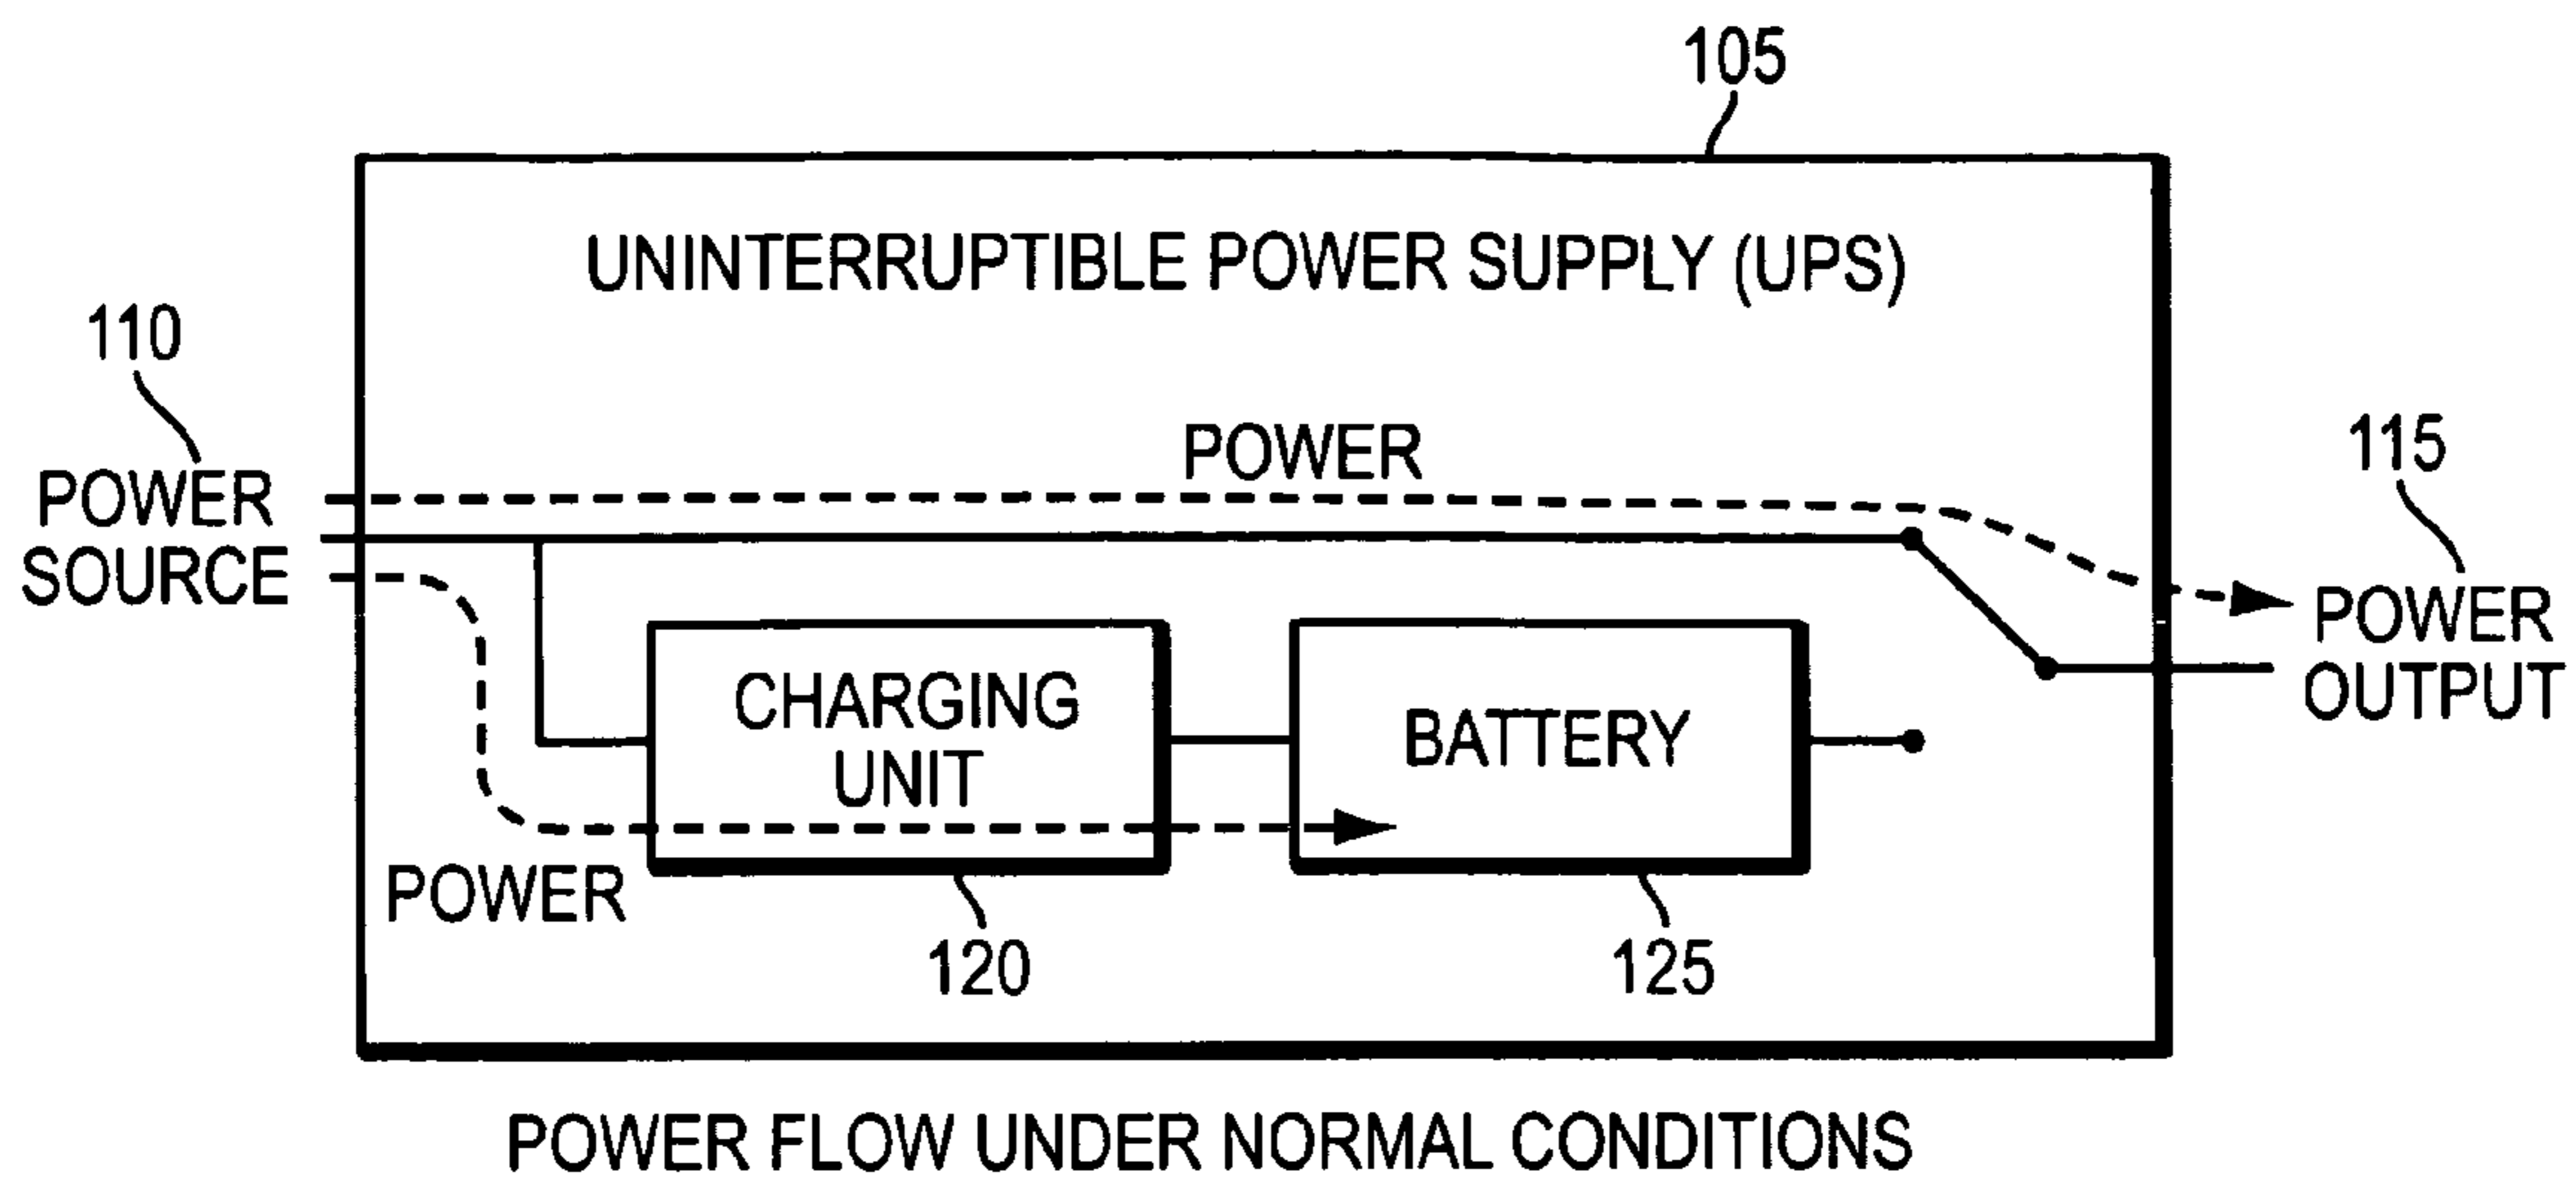 105
UNINTERRUPTIBLE POWER SUPPLY (UPS)
110
POWER
SOURCE
POWER
115
POWER
OUTPUT
CHARGING
UNIT
BATTERY
POWER
120
125
POWER FLOW UNDER NORMAL CONDITIONS